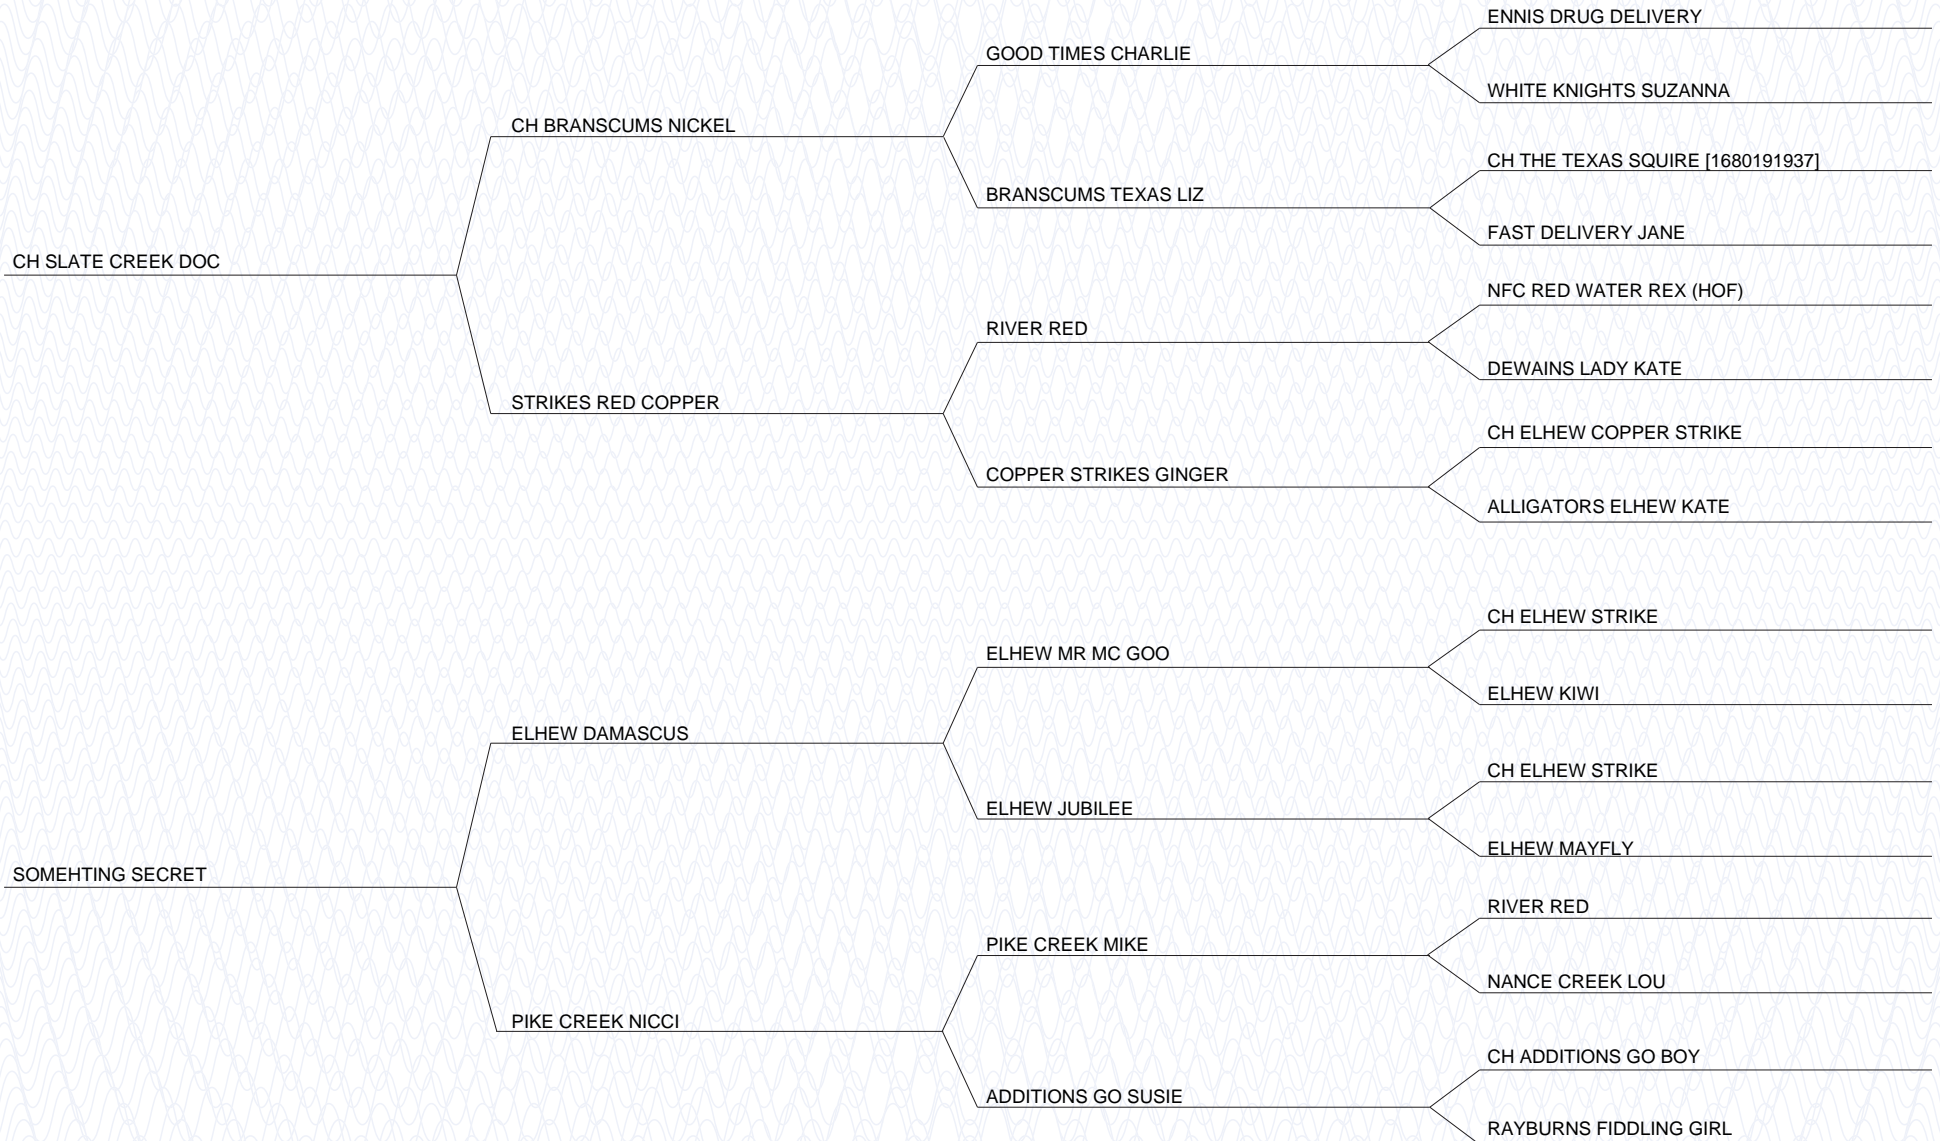 ENNIS DRUG DELIVERY
GOOD TIMES CHARLIE
WHITE KNIGHTS SUZANNA
CH BRANSCUMS NICKEL
CH THE TEXAS SQUIRE [1680191937]
BRANSCUMS TEXAS LIZ
FAST DELIVERY JANE
CH SLATE CREEK DOC
NFC RED WATER REX (HOF)
RIVER RED
DEWAINS LADY KATE
STRIKES RED COPPER
CH ELHEW COPPER STRIKE
COPPER STRIKES GINGER
ALLIGATORS ELHEW KATE
CH ELHEW STRIKE
ELHEW MR MC GOO
ELHEW KIWI
ELHEW DAMASCUS
CH ELHEW STRIKE
ELHEW JUBILEE
ELHEW MAYFLY
SOMEHTING SECRET
RIVER RED
PIKE CREEK MIKE
NANCE CREEK LOU
PIKE CREEK NICCI
CH ADDITIONS GO BOY
ADDITIONS GO SUSIE
RAYBURNS FIDDLING GIRL